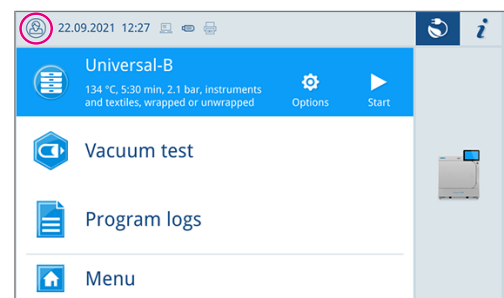 22.09.2021 12:27
i
Universal-B
134 °C, 5:30 min, 2.1 bar, instruments
and textiles, wrapped or unwrapped
Options
Start
Vacuum test
Program logs
Menu